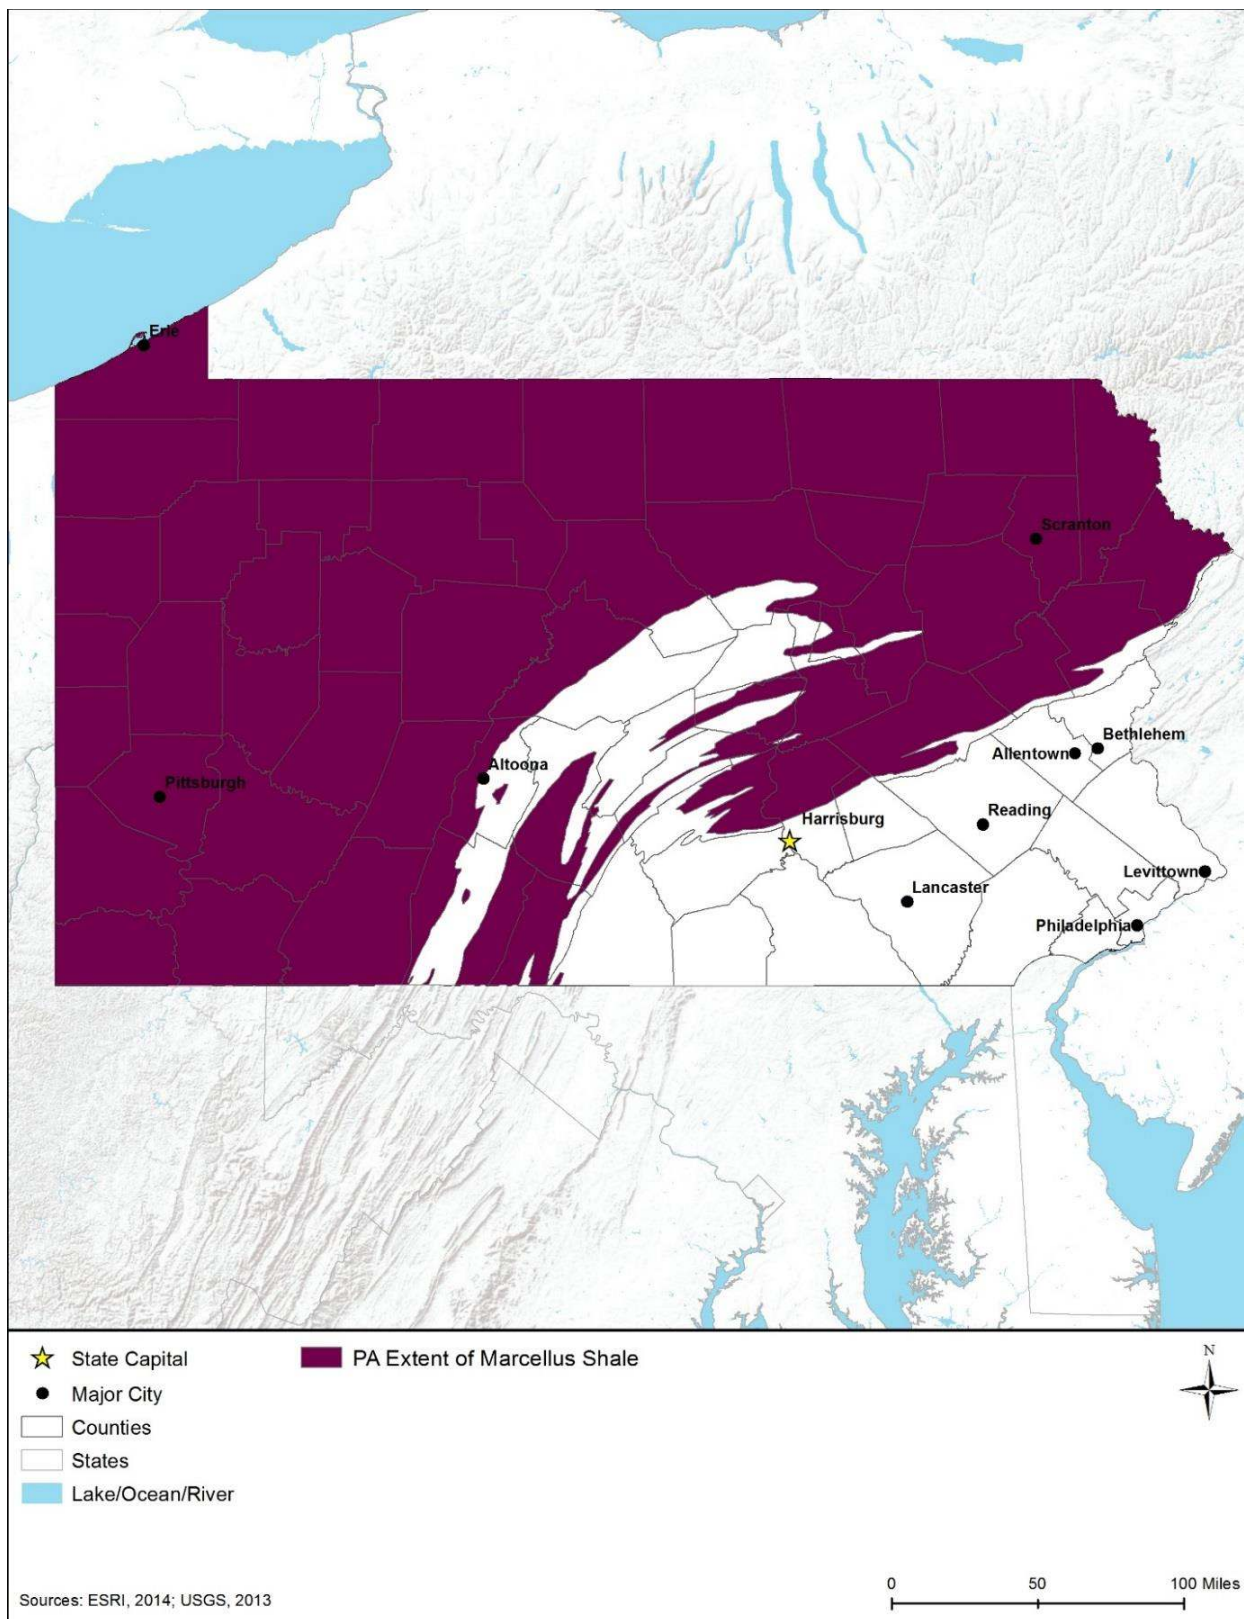 Erie
Scranton
Bethlehem
Allentown
Altoona
Pittsburgh
Reading
Harrisburg
Levittown
Lancaster
Philadelphia
State Capital
PA Extent of Marcellus Shale
N
Major City
Counties
States
Lake/Ocean/River
0 50 100 Miles
Sources: ESRI, 2014; USGS, 2013